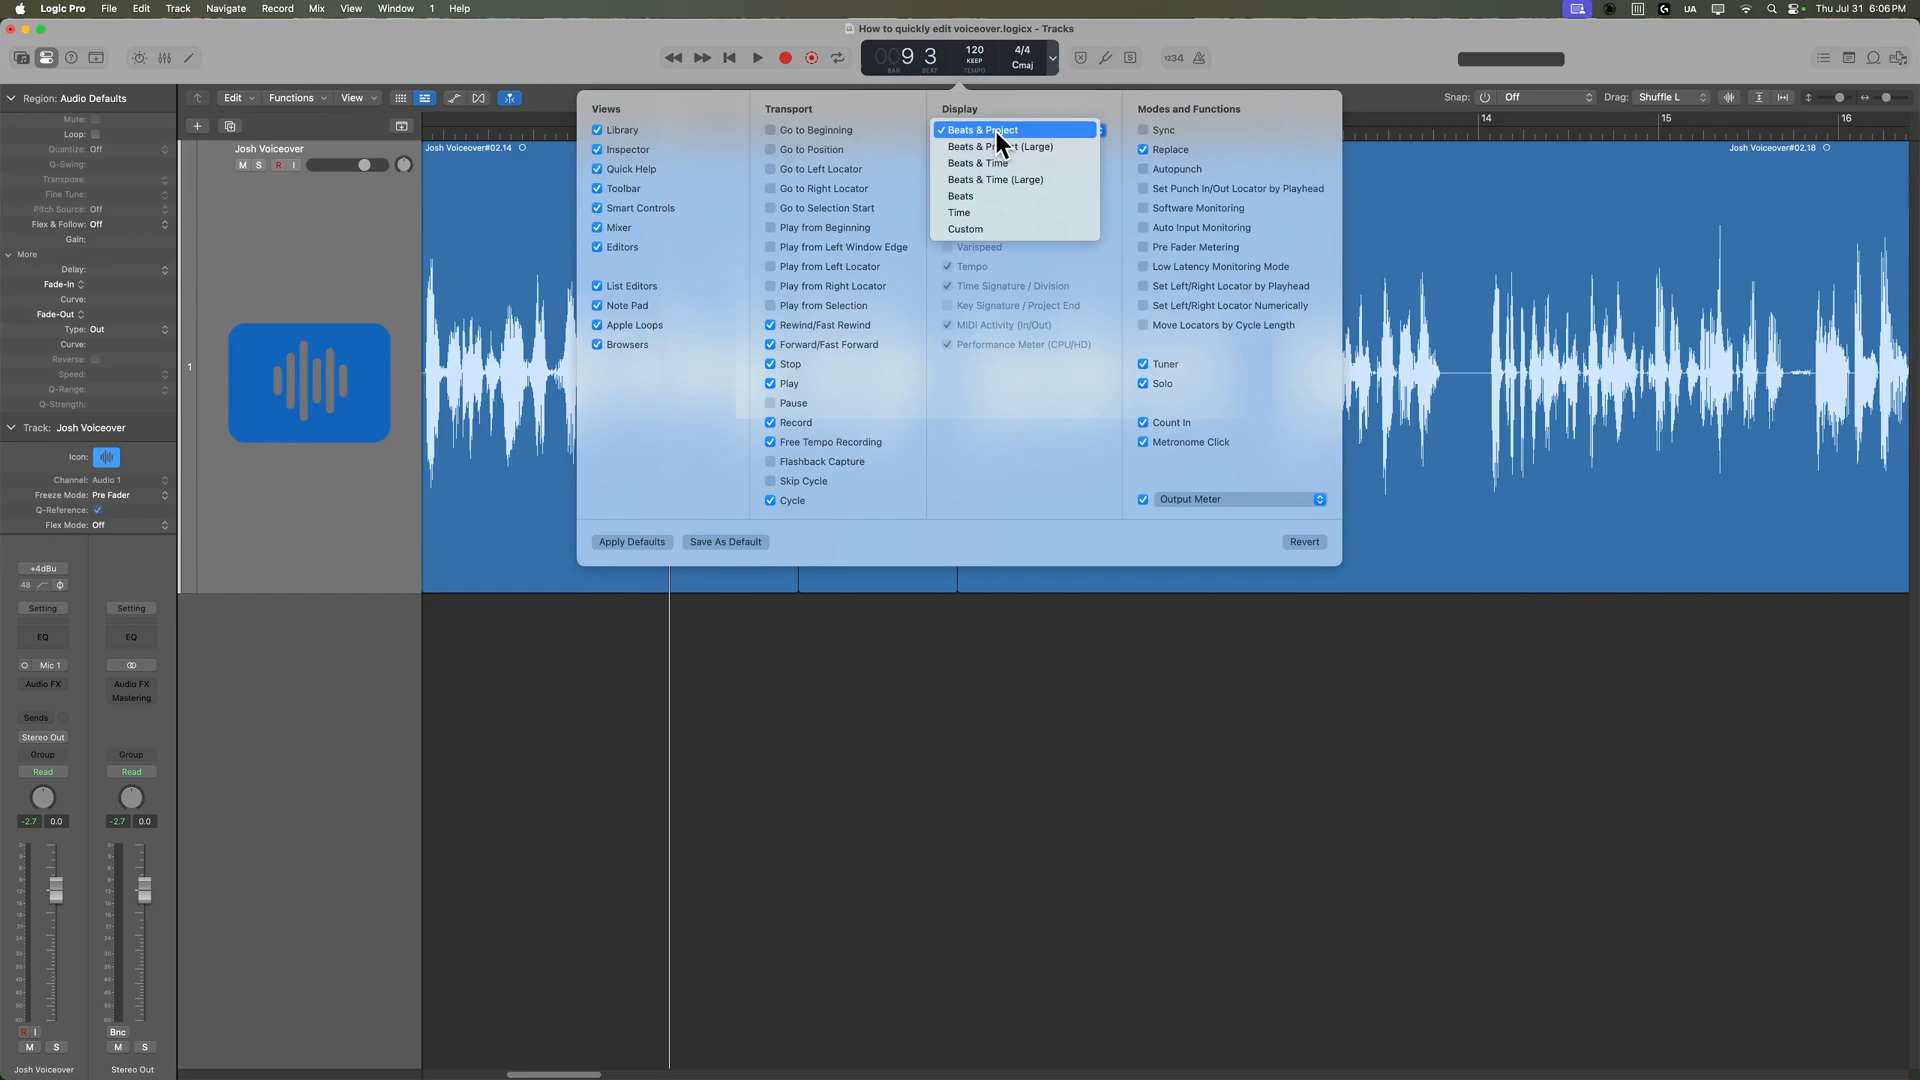 Logic Pro File Edit Track Navigate Record Mix View Window 1 Help
UA Thu Jul 31 6:06 PM
How to quickly edit voiceover.logicx - Tracks
009 3 120 4/4
KEEP Cmaj
BAR BEAT TEMPO
1234
Region: Audio Defaults
Edit Functions View
Snap: Off Drag: Shuffle L
Mute:
Loop:
Quantize: Off
Q-Swing:
Transpose:
Fine Tune:
Pitch Source: Off
Flex & Follow: Off
Gain:
More
Delay:
Fade-In
Curve:
Fade-Out
Type: Out
Curve:
Reverse:
Speed:
Q-Range:
Q-Strength:
Track: Josh Voiceover
Icon:
Channel: Audio 1
Freeze Mode: Pre Fader
Q-Reference:
Flex Mode: Off
14 15 16
Josh Voiceover
M S R I
1
Josh Voiceover#02.14
Josh Voiceover#02.18
Views
Library
Inspector
Quick Help
Toolbar
Smart Controls
Mixer
Editors
List Editors
Note Pad
Apple Loops
Browsers
Transport
Go to Beginning
Go to Position
Go to Left Locator
Go to Right Locator
Go to Selection Start
Play from Beginning
Play from Left Window Edge
Play from Left Locator
Play from Right Locator
Play from Selection
Rewind/Fast Rewind
Forward/Fast Forward
Stop
Play
Pause
Record
Free Tempo Recording
Flashback Capture
Skip Cycle
Cycle
Display
Beats & Project
Beats & Pr ct (Large)
Beats & Time
Beats & Time (Large)
Beats
Time
Custom
Varispeed
Tempo
Time Signature / Division
Key Signature / Project End
MIDI Activity (In/Out)
Performance Meter (CPU/HD)
Modes and Functions
Sync
Replace
Autopunch
Set Punch In/Out Locator by Playhead
Software Monitoring
Auto Input Monitoring
Pre Fader Metering
Low Latency Monitoring Mode
Set Left/Right Locator by Playhead
Set Left/Right Locator Numerically
Move Locators by Cycle Length
Tuner
Solo
Count In
Metronome Click
Output Meter
Apply Defaults Save As Default Revert
+4dBu
48
Setting Setting
EQ EQ
Mic 1
Audio FX Audio FX
Mastering
Sends
Stereo Out
Group Group
Read Read
-2.7 0.0 -2.7 0.0
R I Bnc
M S M S
Josh Voiceover Stereo Out